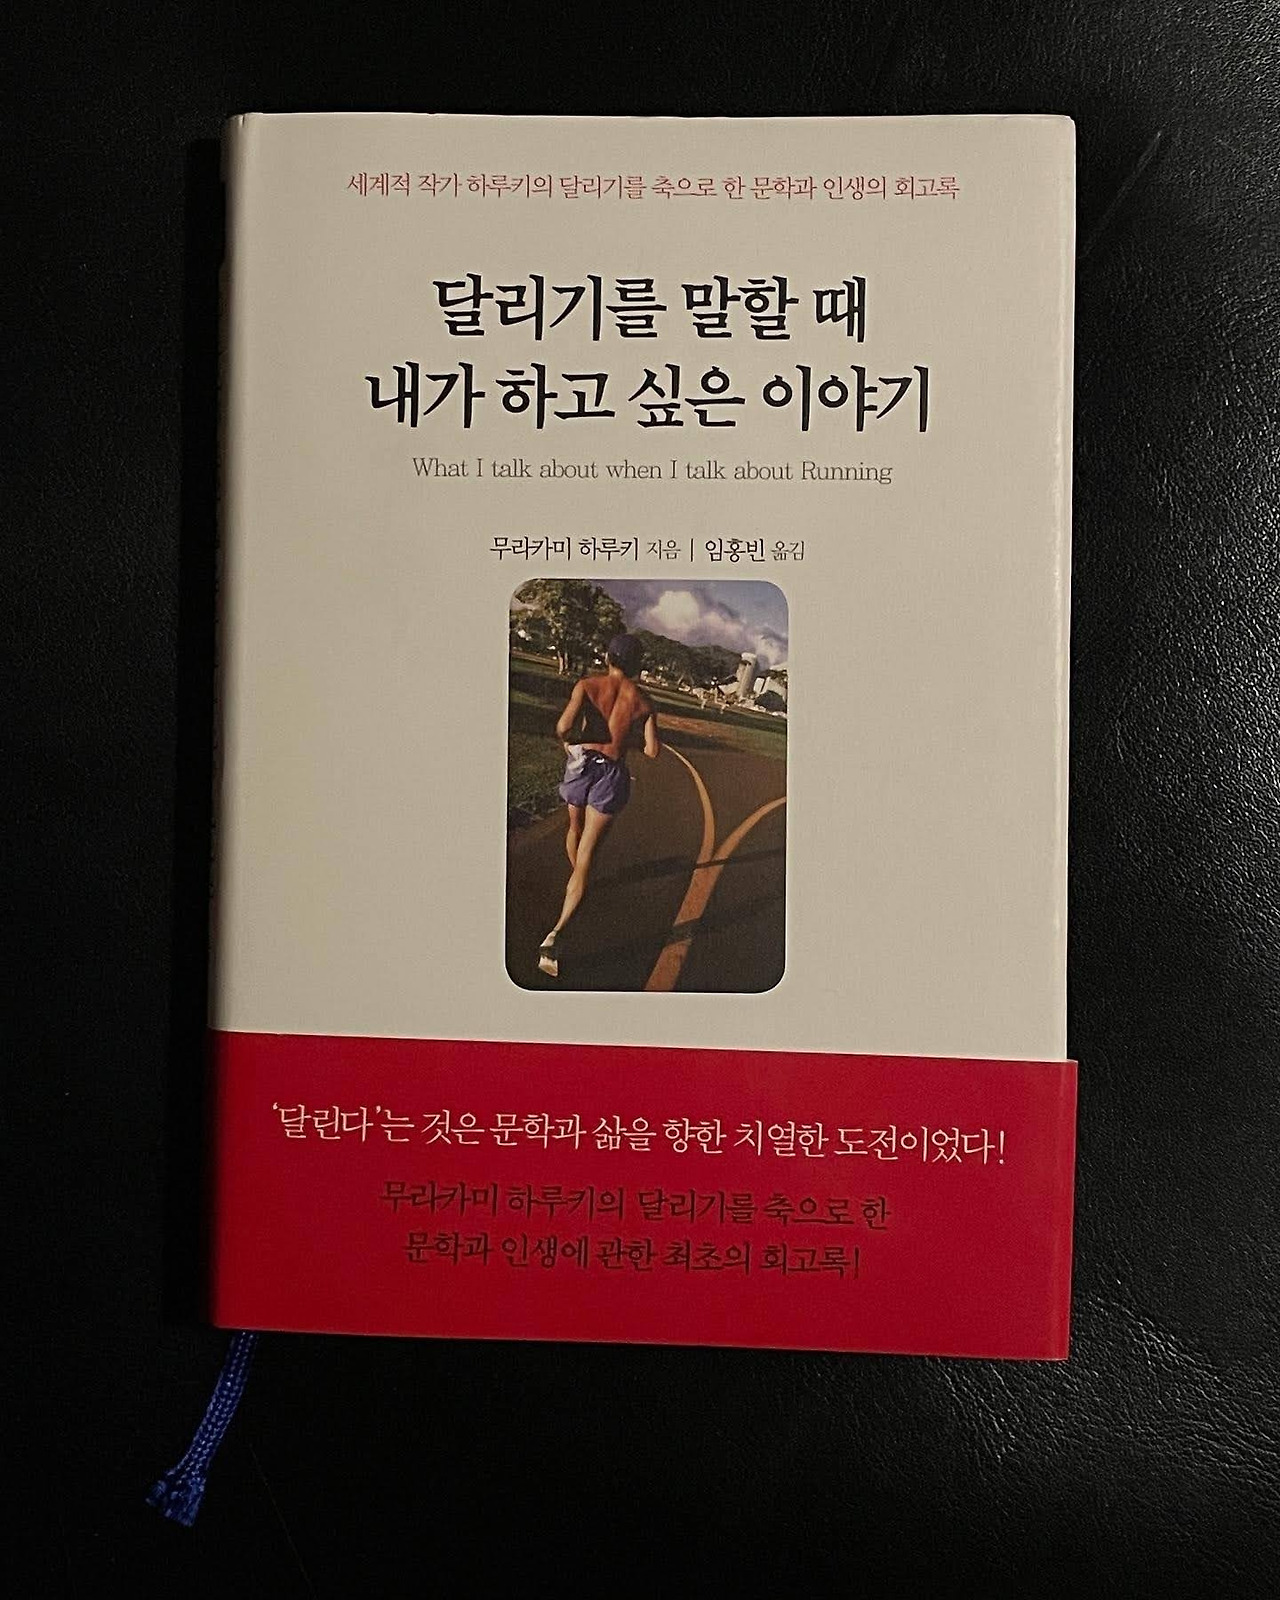 세계적 작가 하루키의 달리기를 축으로 한 문학과 인생의 회고록
달리기를 말할 때
내가 하고 싶은 이야기
What I talk about when I talk about Running
무라카미 하루키 지음 | 임홍빈 옮김
‘달린다’는 것은 문학과 삶을 향한 치열한 도전이었다!
무라카미 하루키의 달리기를 축으로 한
문학과 인생에 관한 최초의 회고록!